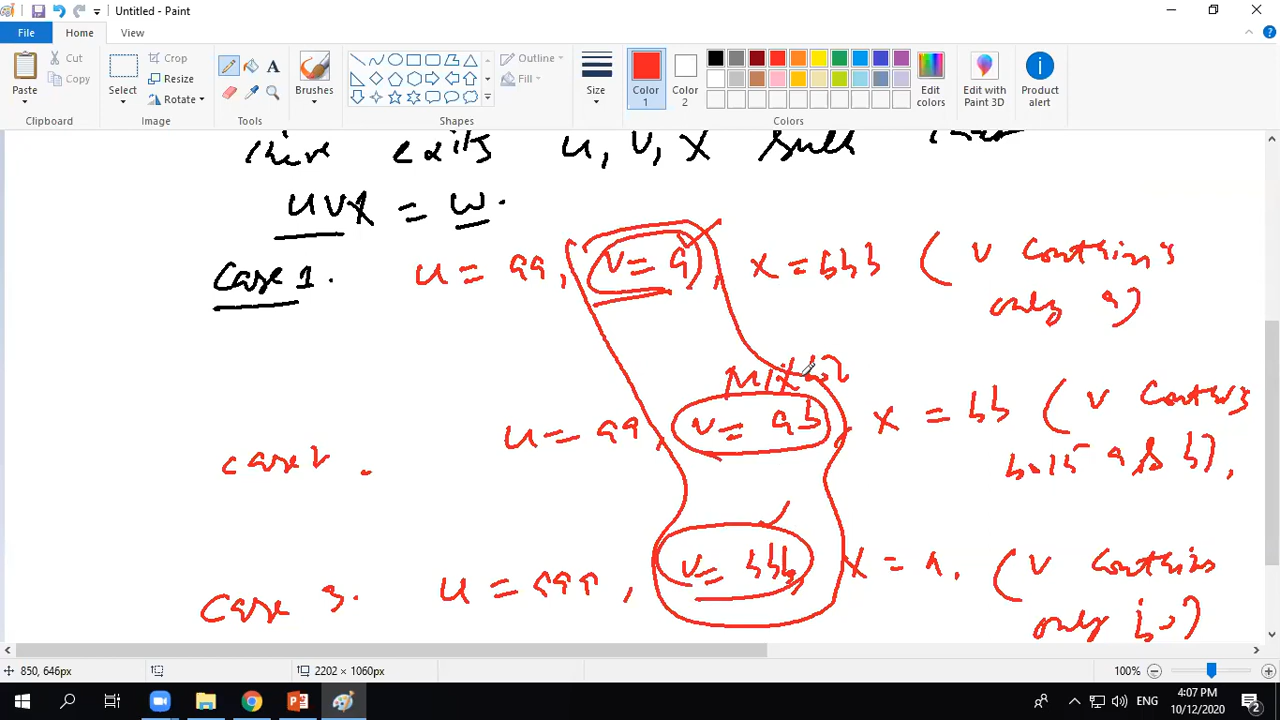 Untitled - Paint
File Home View
Paste Cut Copy
Clipboard
Select Crop Resize Rotate
Image
Tools
Brushes
Outline Fill
Shapes
Size
Color 1
Color 2
Edit colors
Edit with Paint 3D
Product alert
Colors
there exits u, v, x such
uvx = w.
Case 1. u = aa, v = a, x = bbb ( v contains
only a)
Mixed
case 2. u = aa, v = ab, x = bb ( v contains
both a & b),
Case 3. u = aaa, v = bbb, x = a. ( v contains
only b's)
850, 646px 2202 × 1060px 100%
ENG 4:07 PM 10/12/2020 2